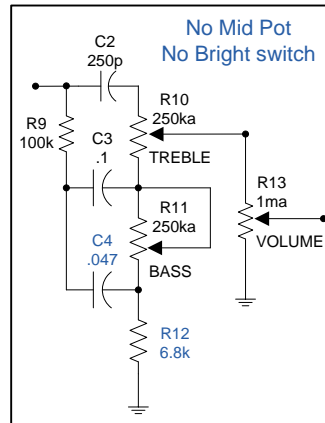 No Mid Pot
No Bright switch
C2
250p
R10
250ka
TREBLE
R9
100k
C3
.1
R13
1ma
VOLUME
R11
250ka
BASS
C4
.047
R12
6.8k